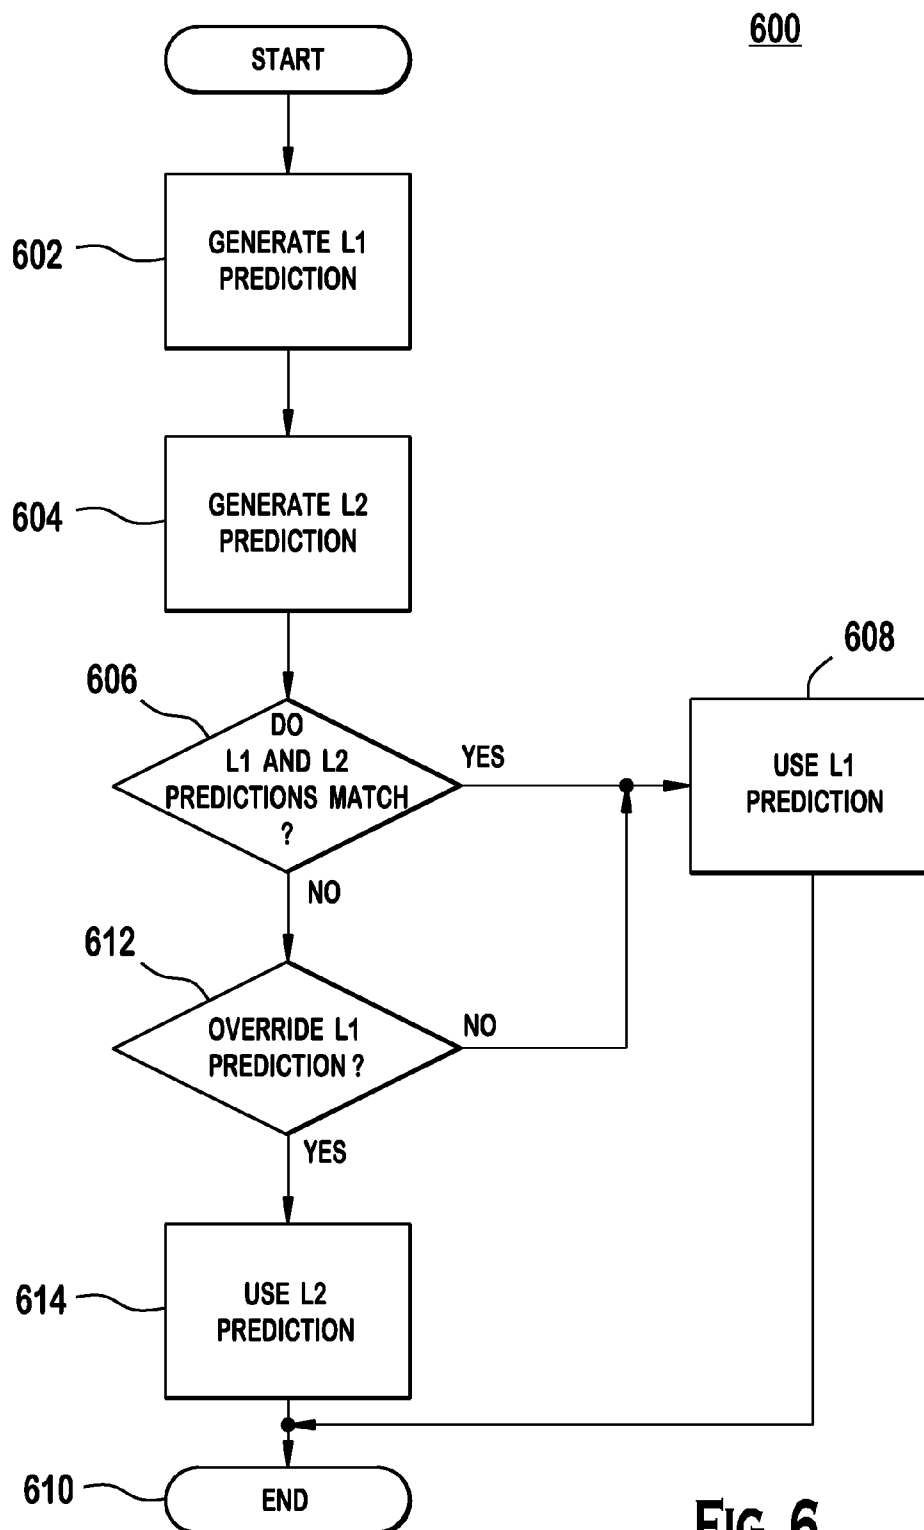 600
START
602
GENERATE L1
PREDICTION
604
GENERATE L2
PREDICTION
606
DO
L1 AND L2
PREDICTIONS MATCH
?
YES
608
USE L1
PREDICTION
NO
612
OVERRIDE L1
PREDICTION ?
NO
YES
614
USE L2
PREDICTION
610
END
FIG. 6